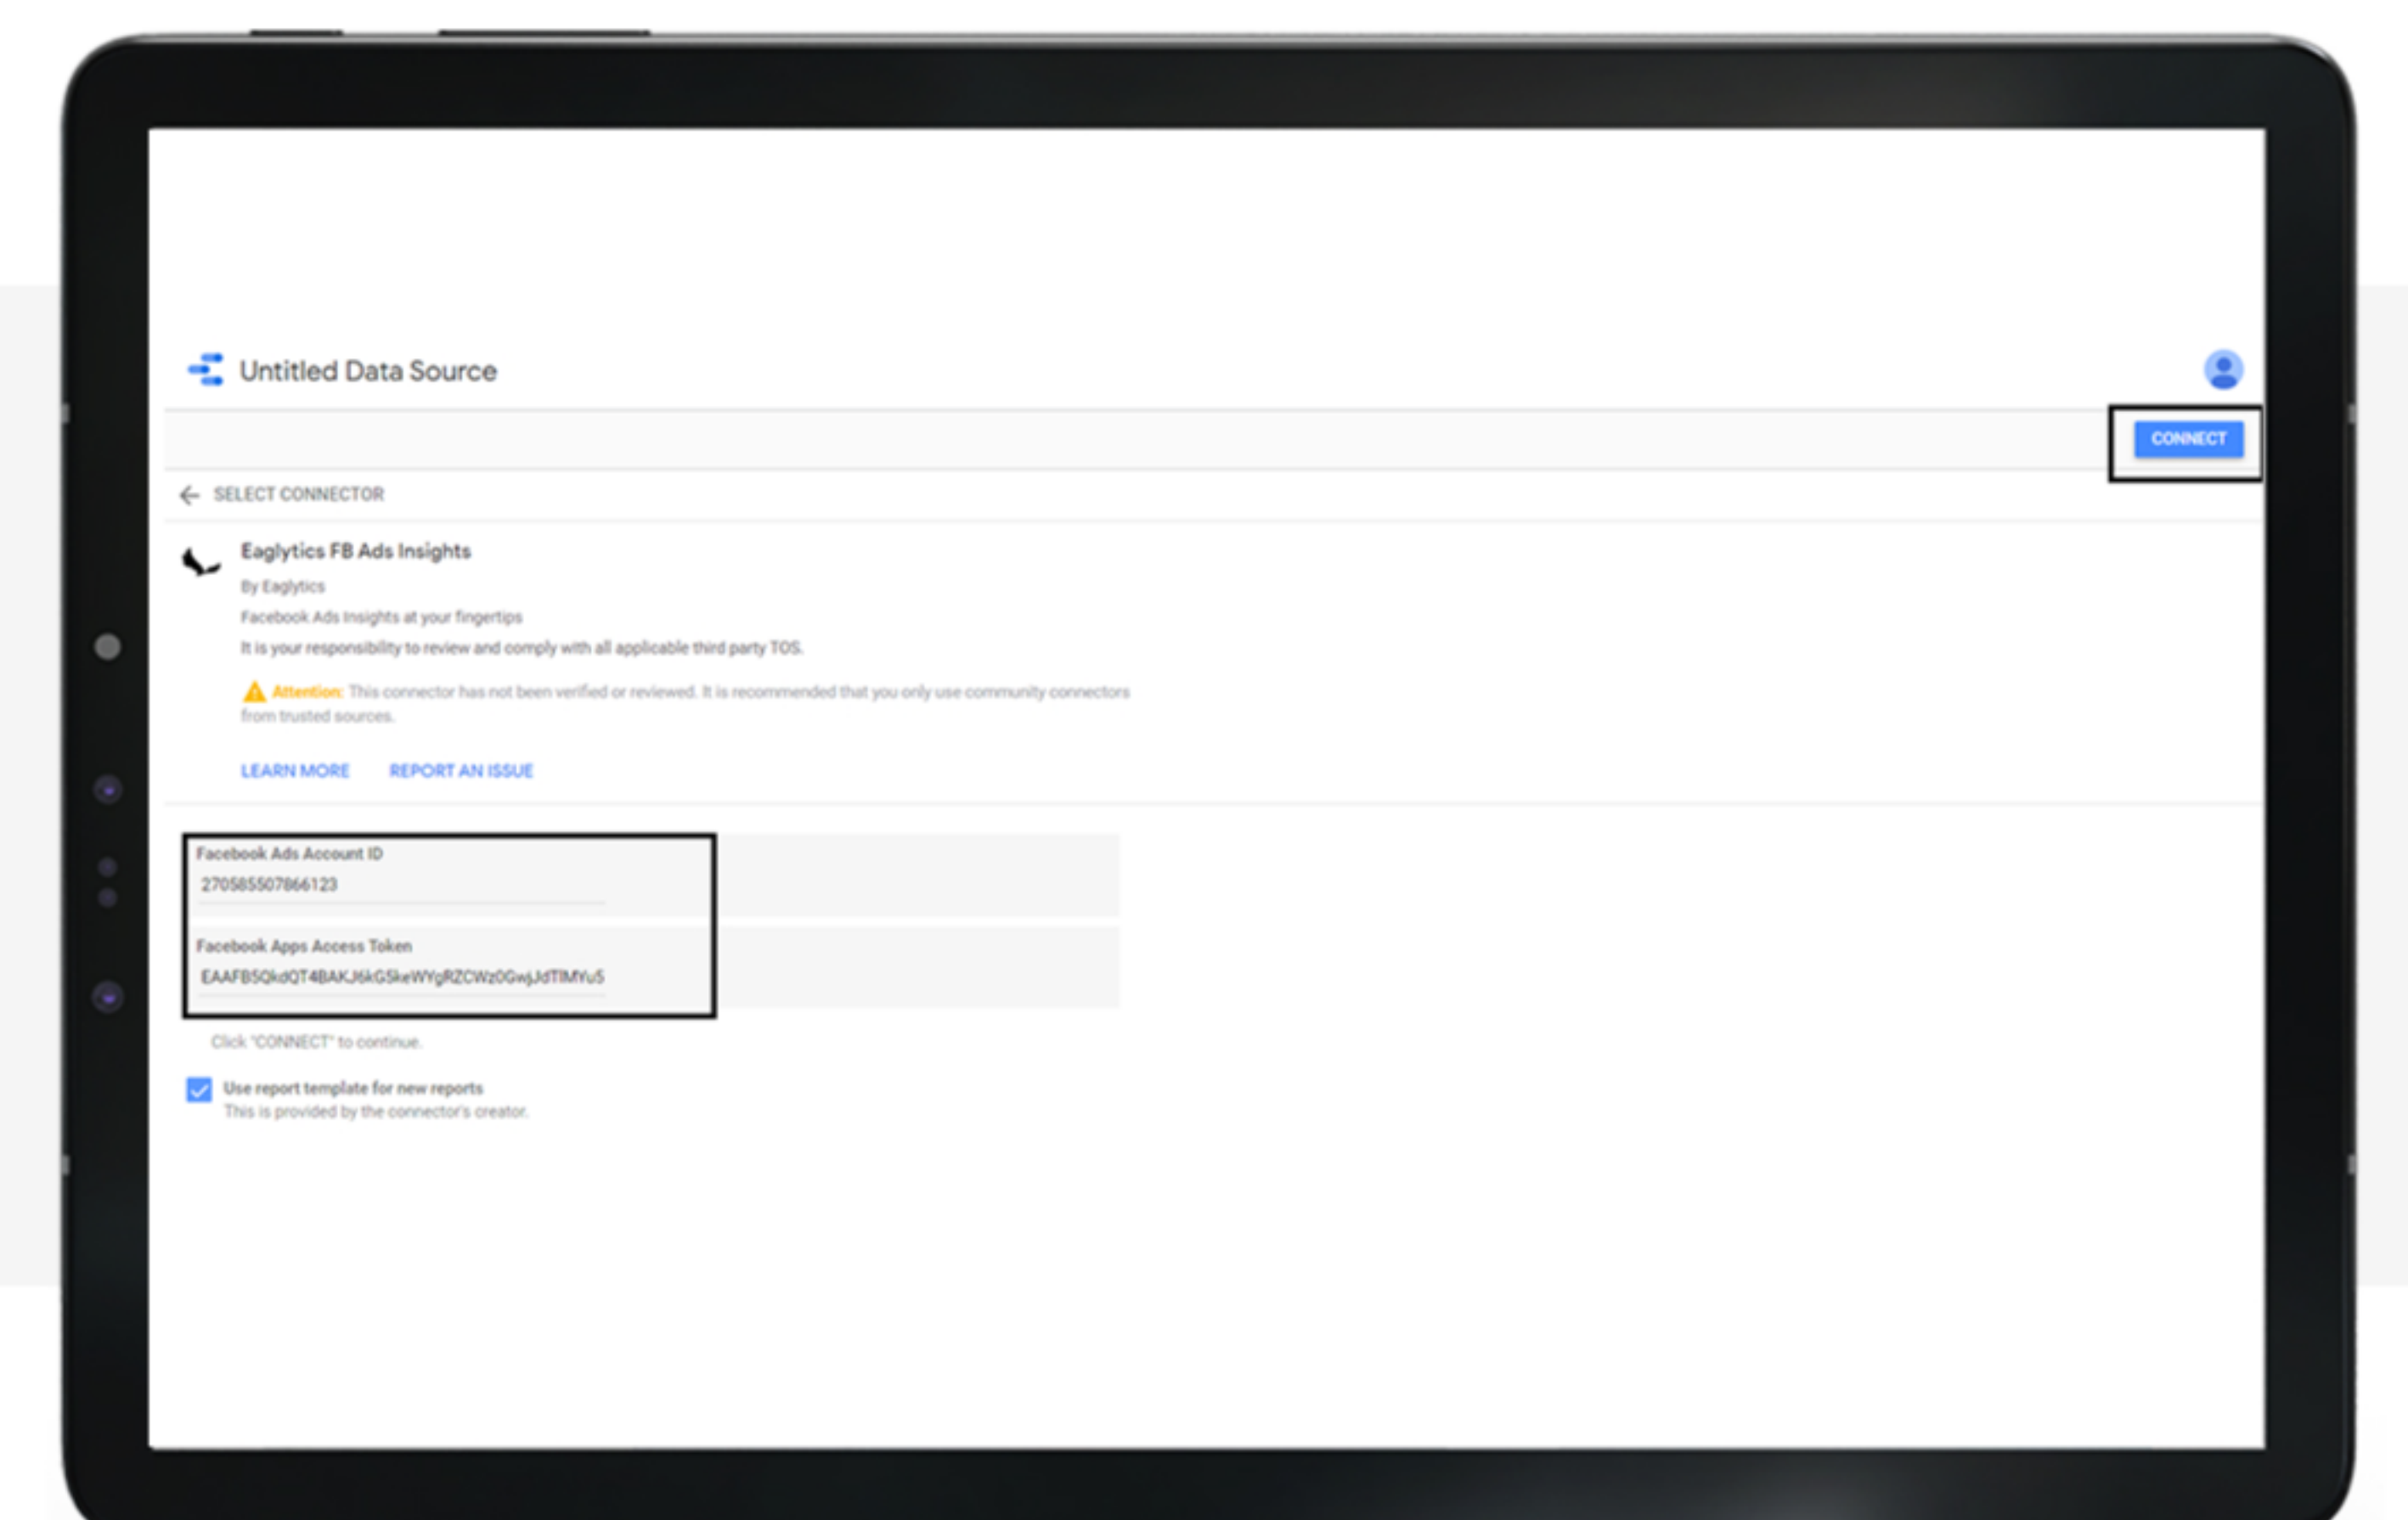 Untitled Data Source
CONNECT
SELECT CONNECTOR
Eaglytics FB Ads Insights
By Eaglytics
Facebook Ads Insights at your fingertips
It is your responsibility to review and comply with all applicable third party TOS.
Attention: This connector has not been verified or reviewed. It is recommended that you only use community connectors
from trusted sources.
LEARN MORE REPORT AN ISSUE
Facebook Ads Account ID
270585507866123
Facebook Apps Access Token
Click "CONNECT" to continue.
Use report template for new reports
This is provided by the connector's creator.